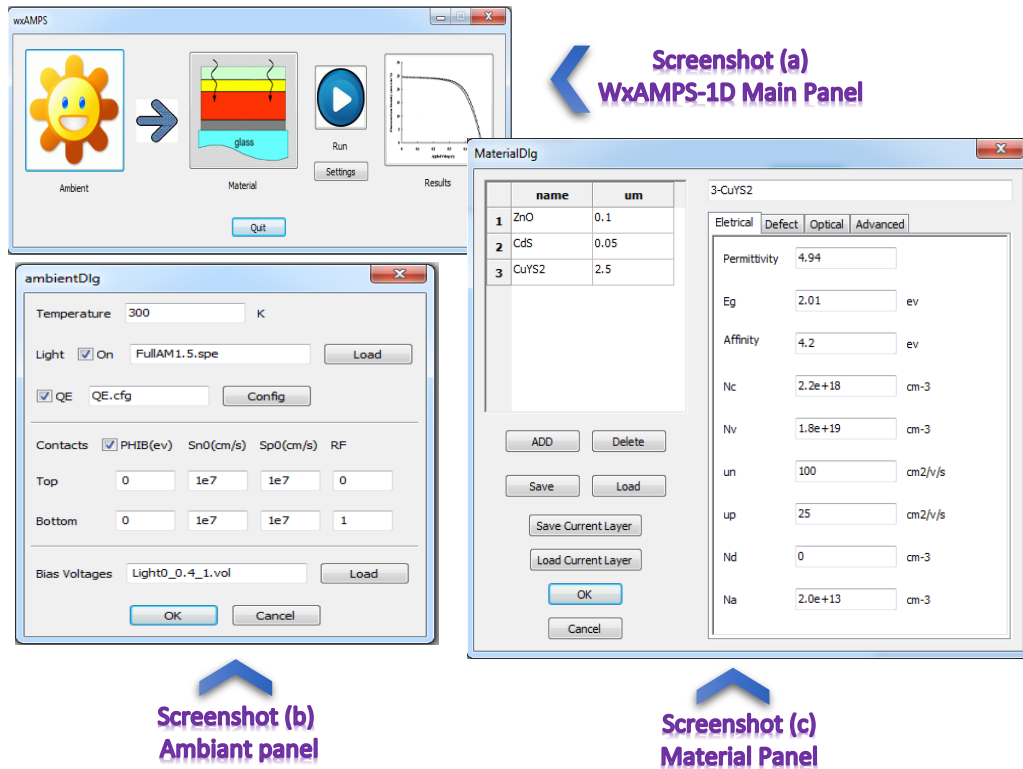 wxAMPS
glass
Ambient
Material
Run
Settings
Results
Quit
Screenshot (a)
WxAMPS-1D Main Panel
ambientDlg
Temperature 300 K
Light On FullAM1.5.spe Load
QE QE.cfg Config
Contacts PHIB(ev) Sn0(cm/s) Sp0(cm/s) RF
Top 0 1e7 1e7 0
Bottom 0 1e7 1e7 1
Bias Voltages Light0_0.4_1.vol Load
OK Cancel
Screenshot (b)
Ambiant panel
MaterialDlg
name um
1 ZnO 0.1
2 CdS 0.05
3 CuYS2 2.5
ADD Delete
Save Load
Save Current Layer
Load Current Layer
OK
Cancel
3-CuYS2
Eletrical Defect Optical Advanced
Permittivity 4.94
Eg 2.01 ev
Affinity 4.2 ev
Nc 2.2e+18 cm-3
Nv 1.8e+19 cm-3
un 100 cm2/v/s
up 25 cm2/v/s
Nd 0 cm-3
Na 2.0e+13 cm-3
Screenshot (c)
Material Panel